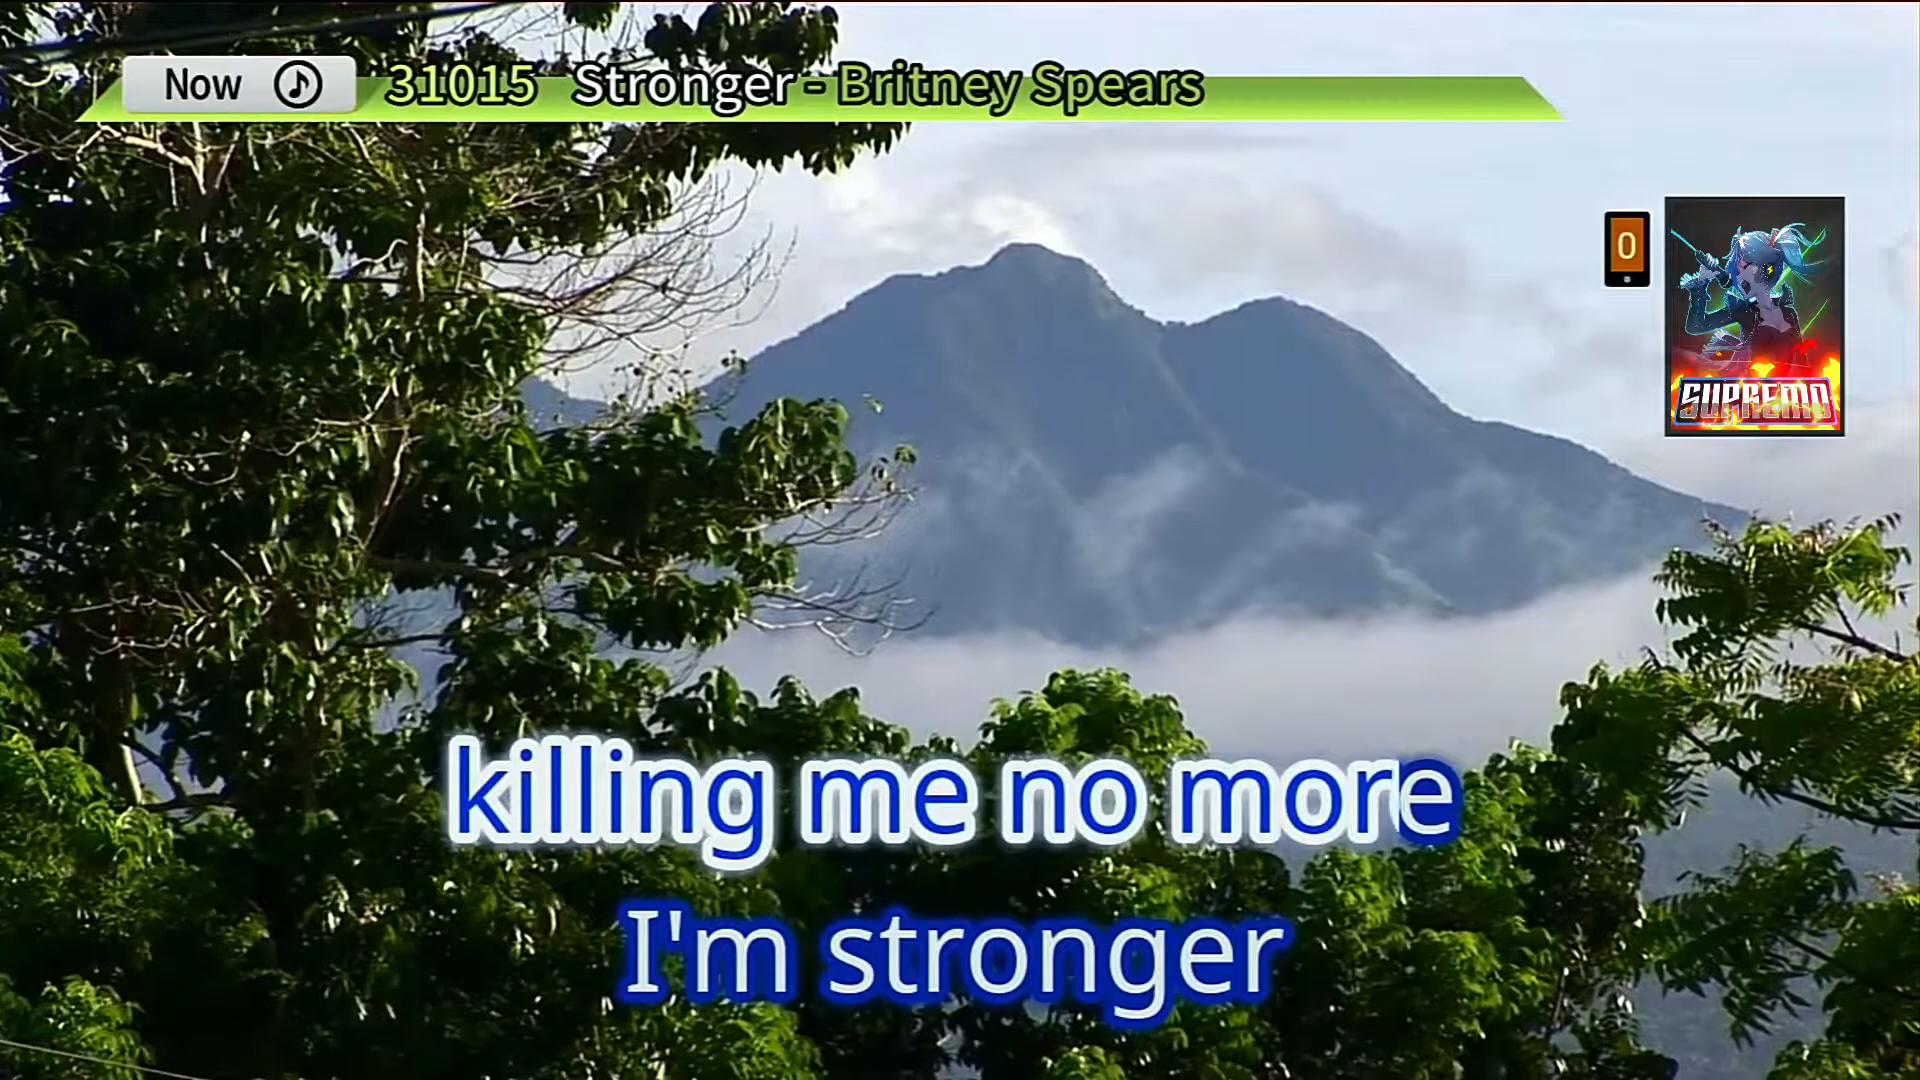 Now 31015 Stronger - Britney Spears
0
SUPREMO
killing me no more
I'm stronger